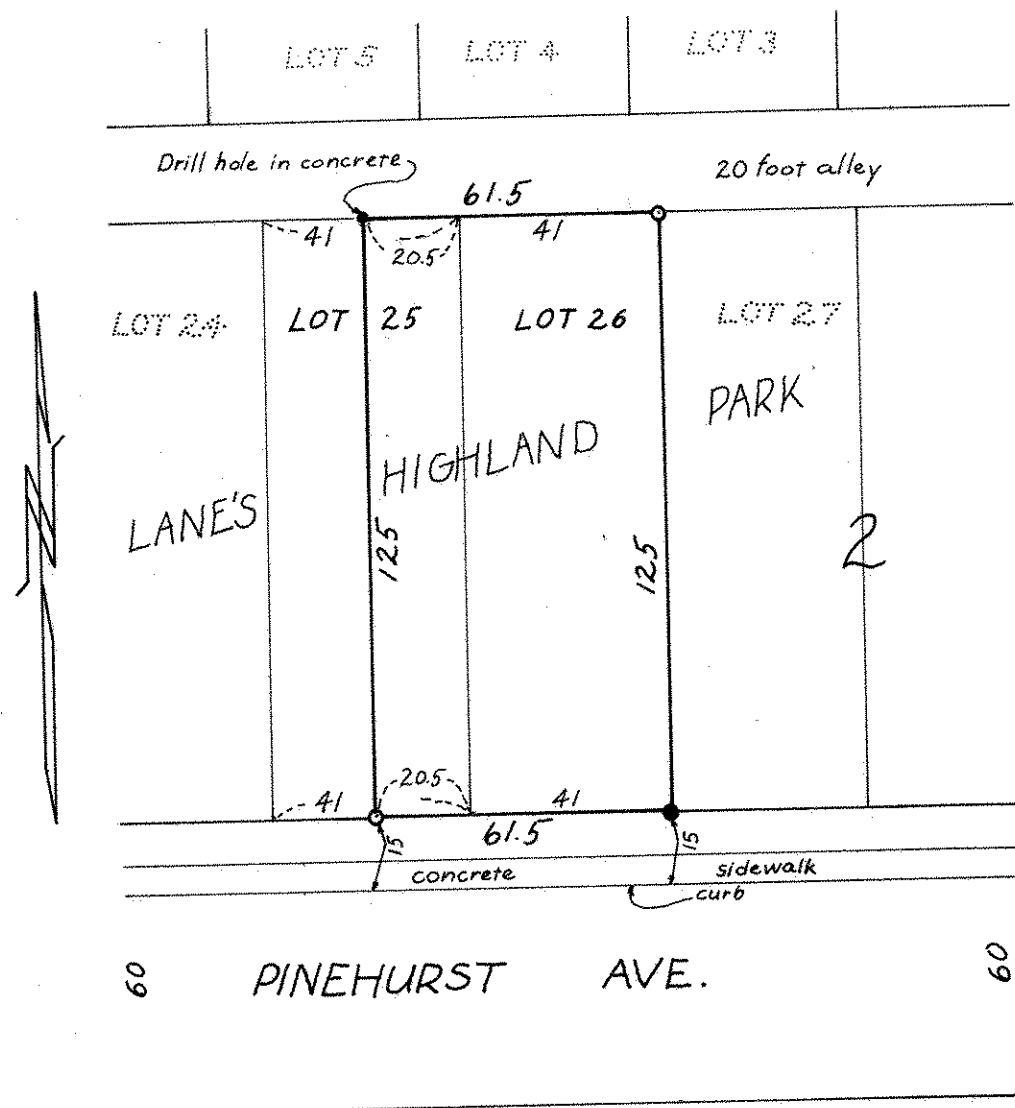 LOT 5 LOT 4 LOT 3
Drill hole in concrete
20 foot alley
61.5
41 20.5 41
LOT 24 LOT 25 LOT 26 LOT 27
LANE'S HIGHLAND PARK
N
125 125
2
41 20.5 41
61.5
15 15
concrete sidewalk
curb
60 PINEHURST AVE. 60